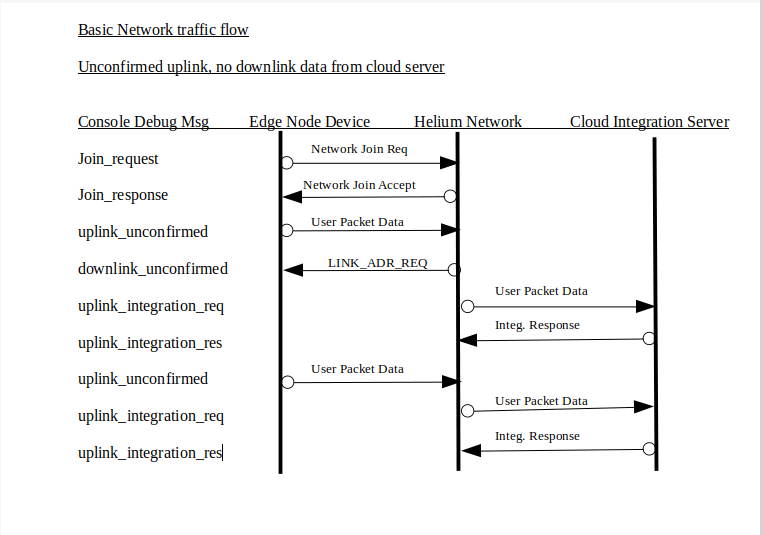 Basic Network traffic flow
Unconfirmed uplink, no downlink data from cloud server
Console Debug Msg Edge Node Device Helium Network Cloud Integration Server
Join_request Network Join Req
Join_response Network Join Accept
uplink_unconfirmed User Packet Data
downlink_unconfirmed LINK_ADR_REQ
uplink_integration_req User Packet Data
uplink_integration_res Integ. Response
uplink_unconfirmed User Packet Data
uplink_integration_req User Packet Data
uplink_integration_res Integ. Response